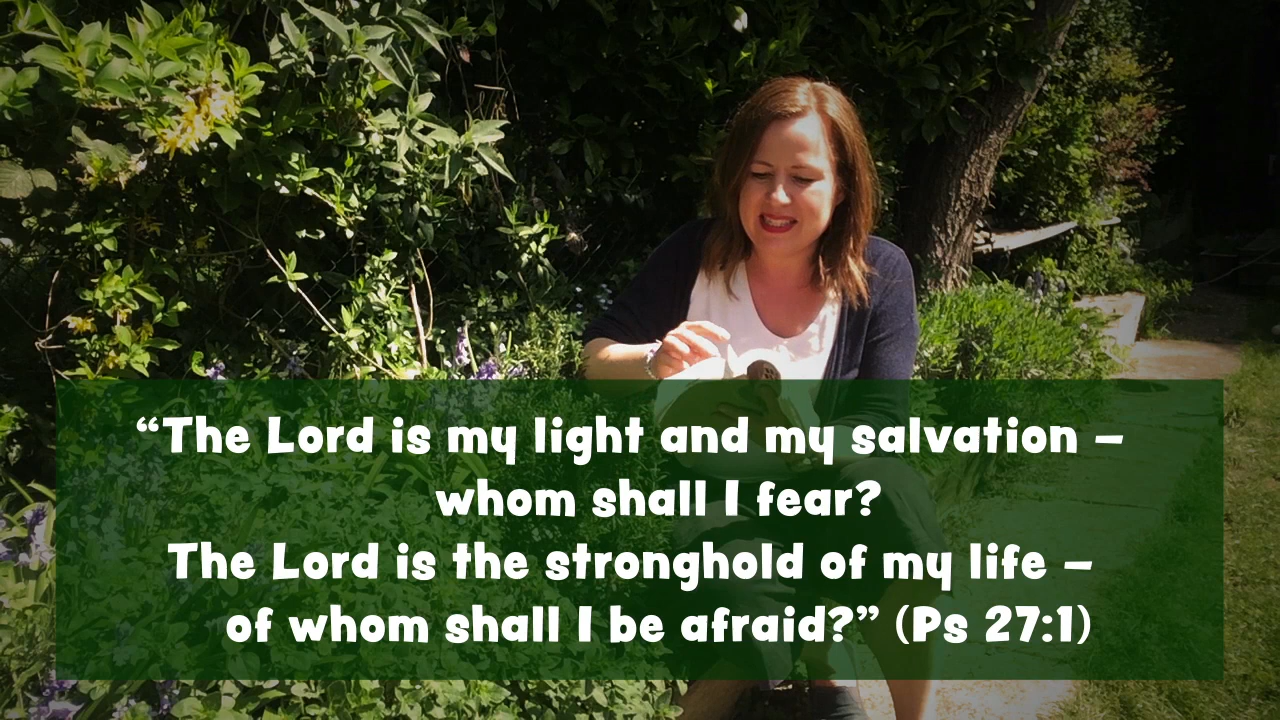 “The Lord is my light and my salvation –
whom shall I fear?
The Lord is the stronghold of my life –
of whom shall I be afraid?” (Ps 27:1)